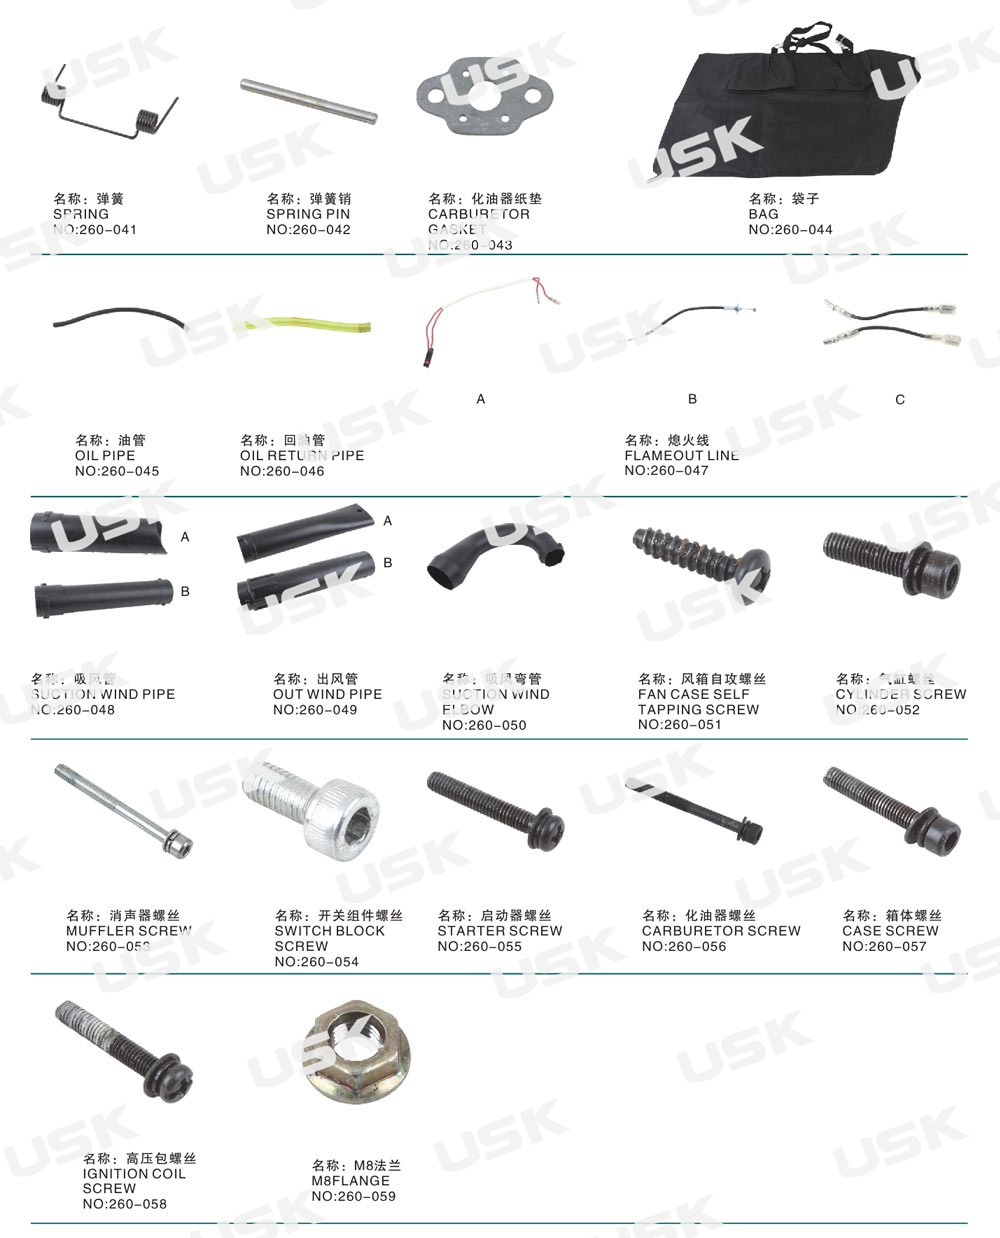 名称：弹簧
SPRING
NO:260-041
名称：弹簧销
SPRING PIN
NO:260-042
名称：化油器纸垫
CARBURETOR
GASKET
NO:260-043
名称：袋子
BAG
NO:260-044
A
B
C
名称：油管
OIL PIPE
NO:260-045
名称：回油管
OIL RETURN PIPE
NO:260-046
名称：熄火线
FLAMEOUT LINE
NO:260-047
A
B
A
B
名称：吸风管
SUCTION WIND PIPE
NO:260-048
名称：出风管
OUT WIND PIPE
NO:260-049
名称：吸风弯管
SUCTION WIND
ELBOW
NO:260-050
名称：风箱自攻螺丝
FAN CASE SELF
TAPPING SCREW
NO:260-051
名称：气缸螺丝
CYLINDER SCREW
NO:260-052
名称：消声器螺丝
MUFFLER SCREW
NO:260-053
名称：开关组件螺丝
SWITCH BLOCK
SCREW
NO:260-054
名称：启动器螺丝
STARTER SCREW
NO:260-055
名称：化油器螺丝
CARBURETOR SCREW
NO:260-056
名称：箱体螺丝
CASE SCREW
NO:260-057
名称：高压包螺丝
IGNITION COIL
SCREW
NO:260-058
名称：M8法兰
M8FLANGE
NO:260-059
USK